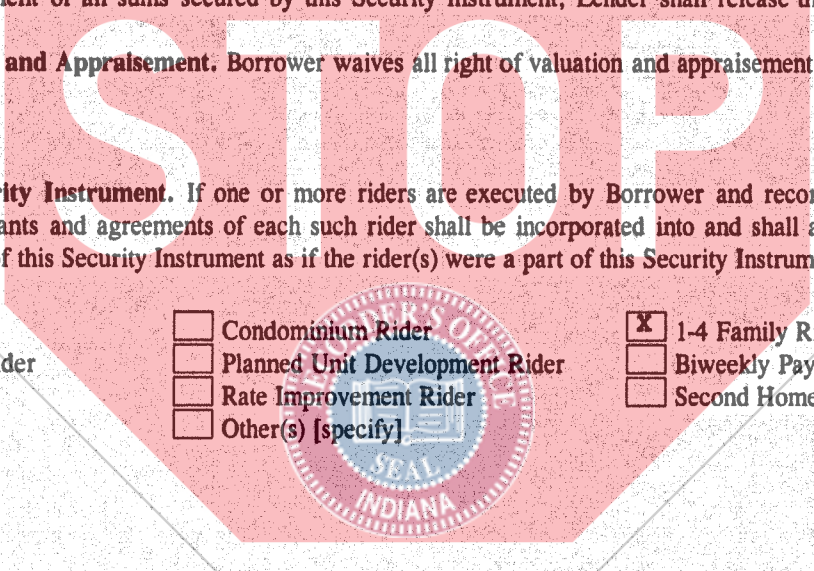 ent of all sums secured by this Security Instrument, Lender shall release
and Appraisement. Borrower waives all right of valuation and appraisement
STOP
rity Instrument. If one or more riders are executed by Borrower and recor
ants and agreements of each such rider shall be incorporated into and shall a
f this Security Instrument as if the rider(s) were a part of this Security Instrum
Condominium Rider X 1-4 Family R
der Planned Unit Development Rider Biweekly Pay
Rate Improvement Rider Second Home
Other(s) [specify]
OFFICE
SEAL
INDIANA